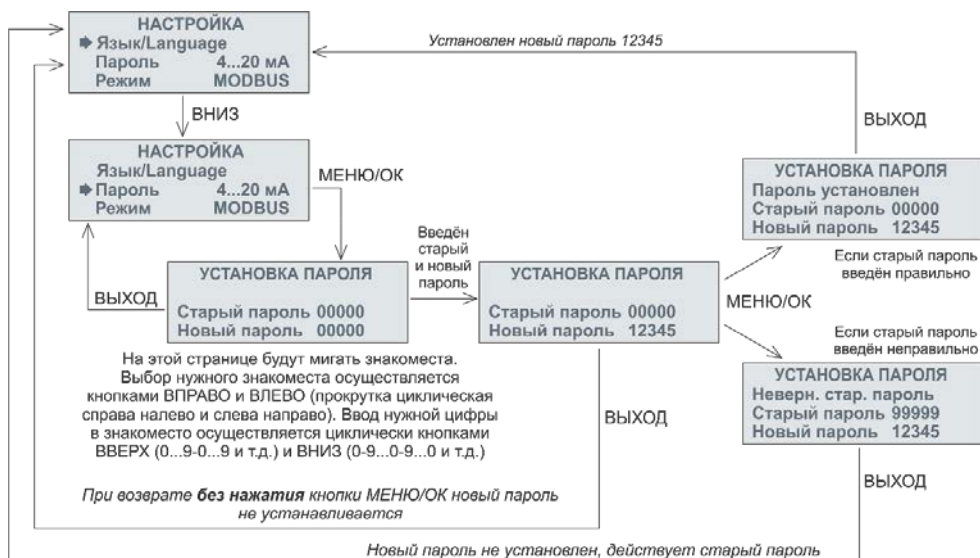 НАСТРОЙКА
Язык/Language
Пароль 4...20 мА
Режим MODBUS
Установлен новый пароль 12345
ВНИЗ
ВЫХОД
НАСТРОЙКА
Язык/Language
Пароль 4...20 мА
Режим MODBUS
МЕНЮ/ОК
УСТАНОВКА ПАРОЛЯ
Пароль установлен
Старый пароль 00000
Новый пароль 12345
Введён
старый
и новый
пароль
Если старый пароль
введён правильно
ВЫХОД
УСТАНОВКА ПАРОЛЯ
Старый пароль 00000
Новый пароль 00000
УСТАНОВКА ПАРОЛЯ
Старый пароль 00000
Новый пароль 12345
МЕНЮ/ОК
Если старый пароль
введён неправильно
На этой странице будут мигать знакоместа.
Выбор нужного знакоместа осуществляется
кнопками ВПРАВО и ВЛЕВО (прокрутка циклическая
справа налево и слева направо). Ввод нужной цифры
в знакоместо осуществляется циклически кнопками
ВВЕРХ (0...9-0...9 и т.д.) и ВНИЗ (0-9...0-9...0 и т.д.)
ВЫХОД
УСТАНОВКА ПАРОЛЯ
Неверн. стар. пароль
Старый пароль 99999
Новый пароль 12345
ВЫХОД
При возврате без нажатия кнопки МЕНЮ/ОК новый пароль
не устанавливается
Новый пароль не установлен, действует старый пароль